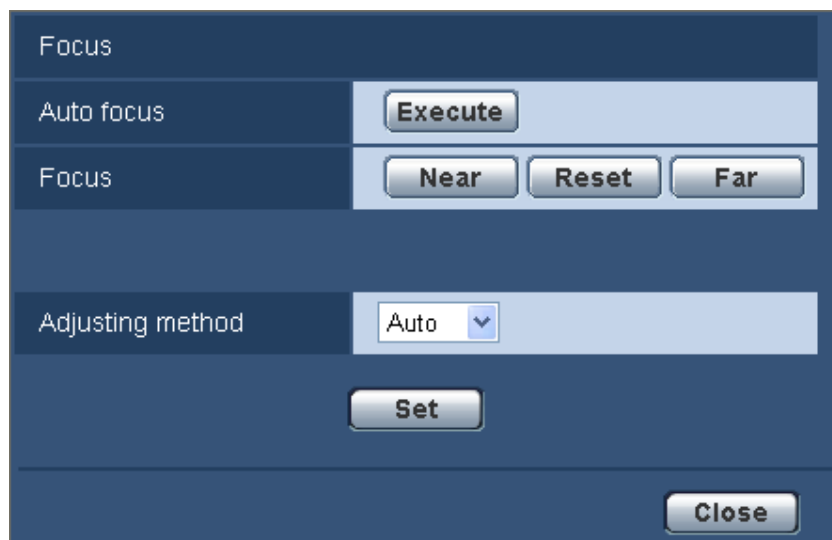 Focus
Auto focus Execute
Focus Near Reset Far
Adjusting method Auto
Set
Close